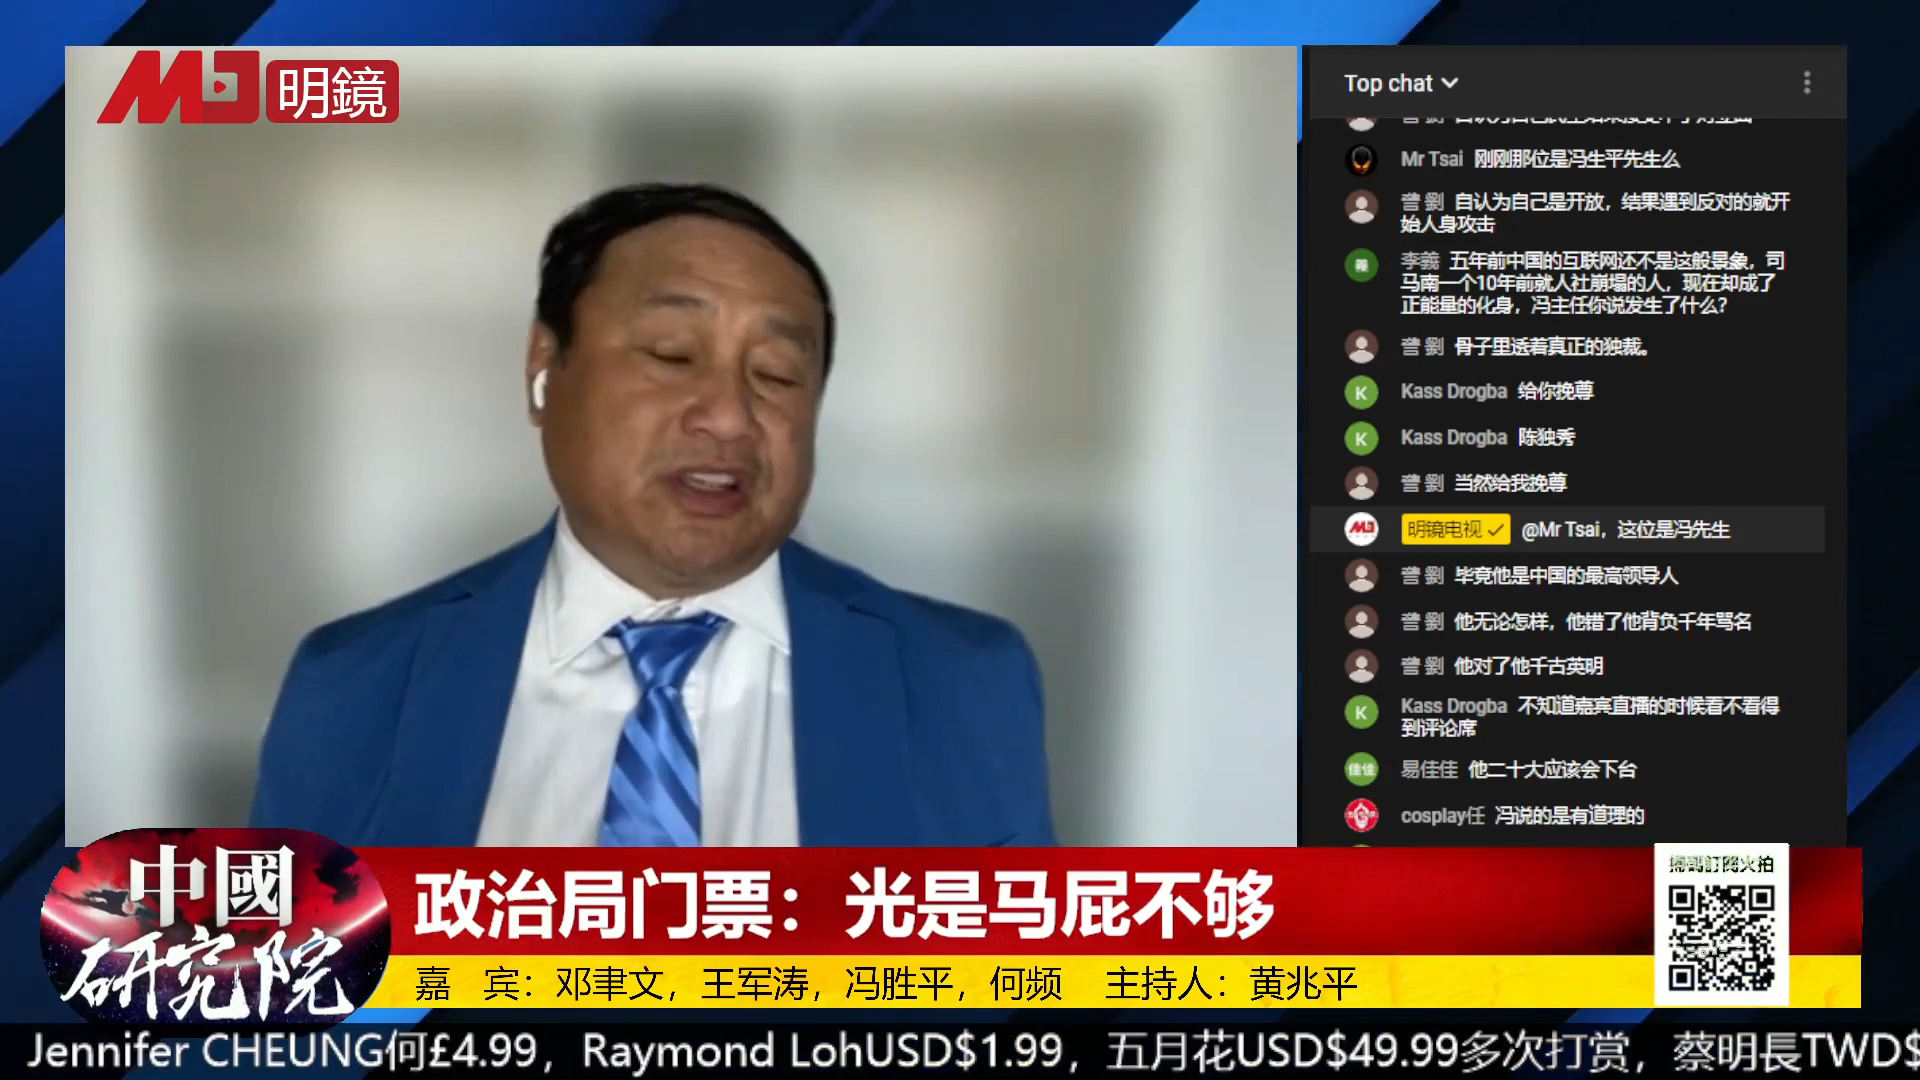 明鏡
Top chat
Mr Tsai 刚刚那位是冯生平先生么
曹 劉 自认为自己是开放，结果遇到反对的就开
始人身攻击
義
李義 五年前中国的互联网还不是这般景象，司
马南一个10年前就人社崩塌的人，现在却成了
正能量的化身，冯主任你说发生了什么？
曹 劉 骨子里透着真正的独裁。
K
Kass Drogba 给你挽尊
K
Kass Drogba 陈独秀
曹 劉 当然给我挽尊
明镜电视 @Mr Tsai，这位是冯先生
曹 劉 毕竟他是中国的最高领导人
曹 劉 他无论怎样，他错了他背负千年骂名
曹 劉 他对了他千古英明
K
Kass Drogba 不知道嘉宾直播的时候看不看得
到评论席
佳佳
易佳佳 他二十大应该会下台
cosplay任 冯说的是有道理的
中國
研究院
政治局门票：光是马屁不够
嘉 宾：邓聿文，王军涛，冯胜平，何频 主持人：黄兆平
Jennifer CHEUNG何£4.99，Raymond LohUSD$1.99，五月花USD$49.99多次打赏，蔡明長TWD$